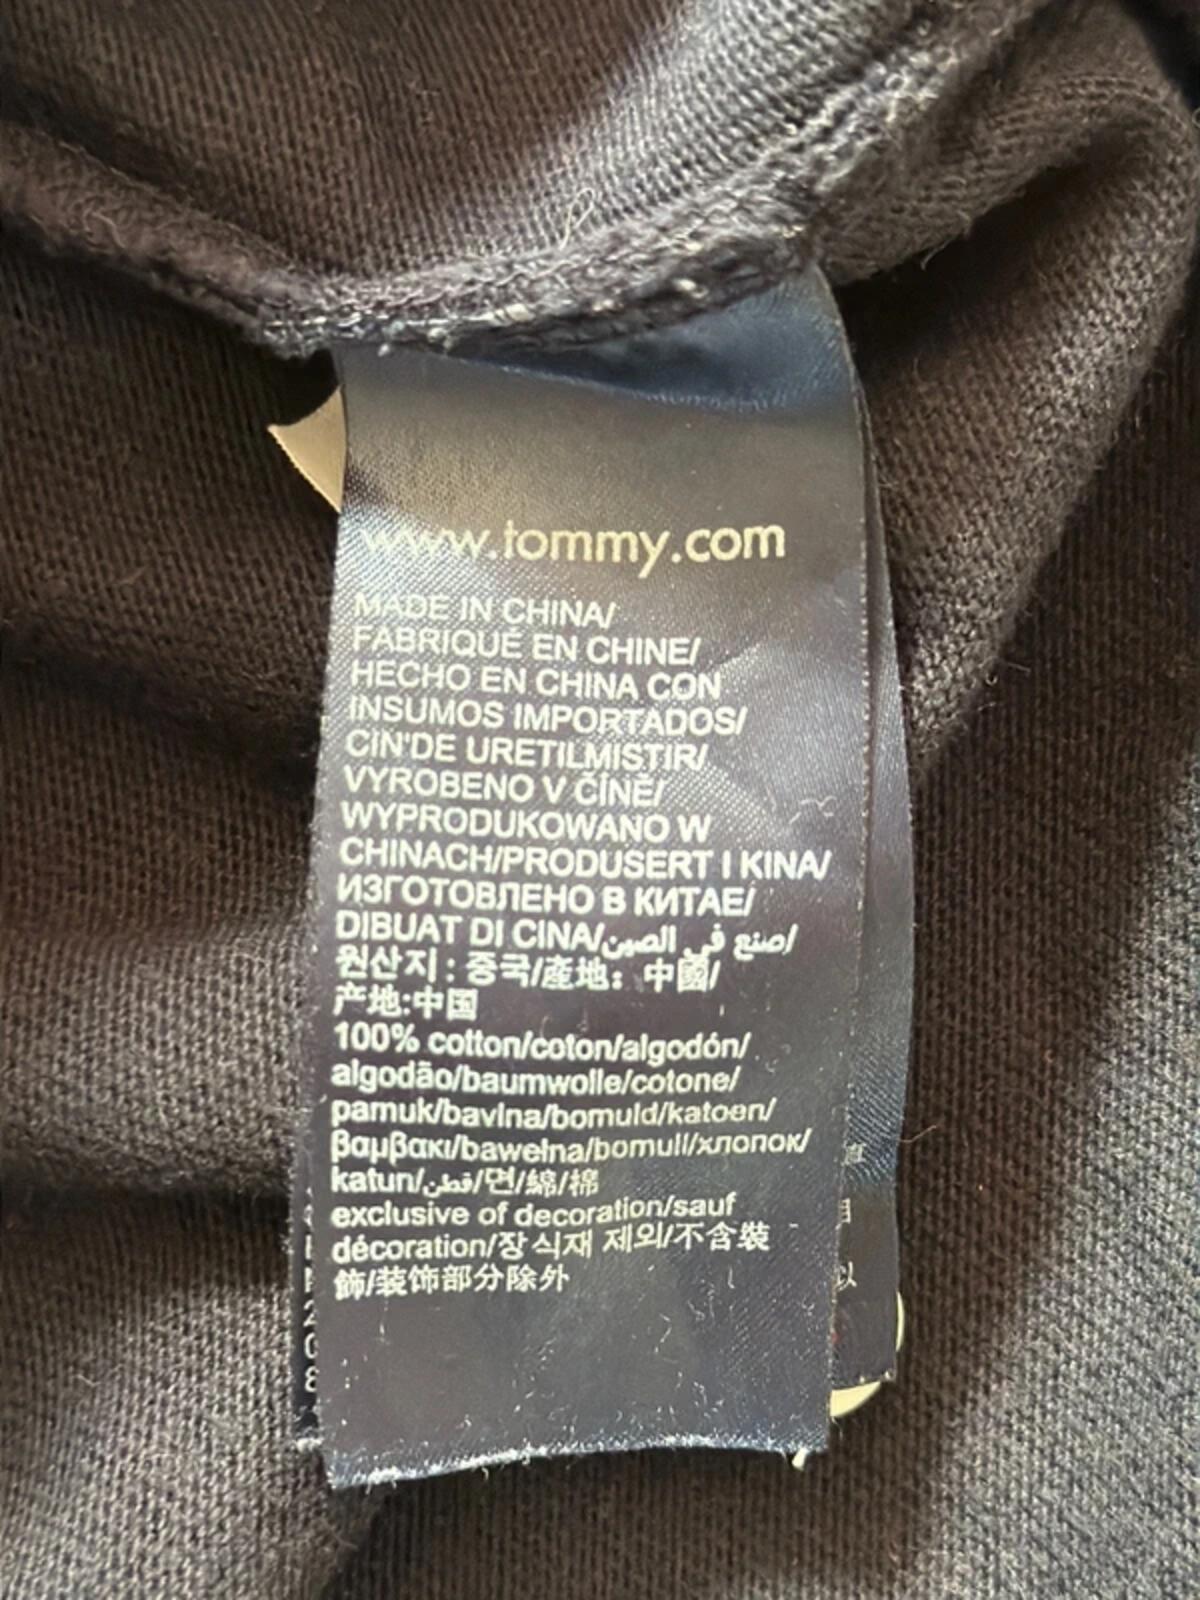 www.tommy.com
MADE IN CHINA/
FABRIQUÉ EN CHINE/
HECHO EN CHINA CON
INSUMOS IMPORTADOS/
CIN'DE URETILMISTIR/
VYROBENO V ČÍNĚ/
WYPRODUKOWANO W
CHINACH/PRODUSERT I KINA/
ИЗГОТОВЛЕНО В КИТАЕ/
DIBUAT DI CINA/صنع في الصين/
원산지 : 중국/產地: 中國/
产地:中国
100% cotton/coton/algodón/
algodão/baumwolle/cotone/
pamuk/bavlna/bomuld/katoen/
βαμβακι/bawełna/bomull/хлопок/
katun/قطن/면/綿/棉
exclusive of decoration/sauf
décoration/장식재 제외/不含裝
飾/装饰部分除外